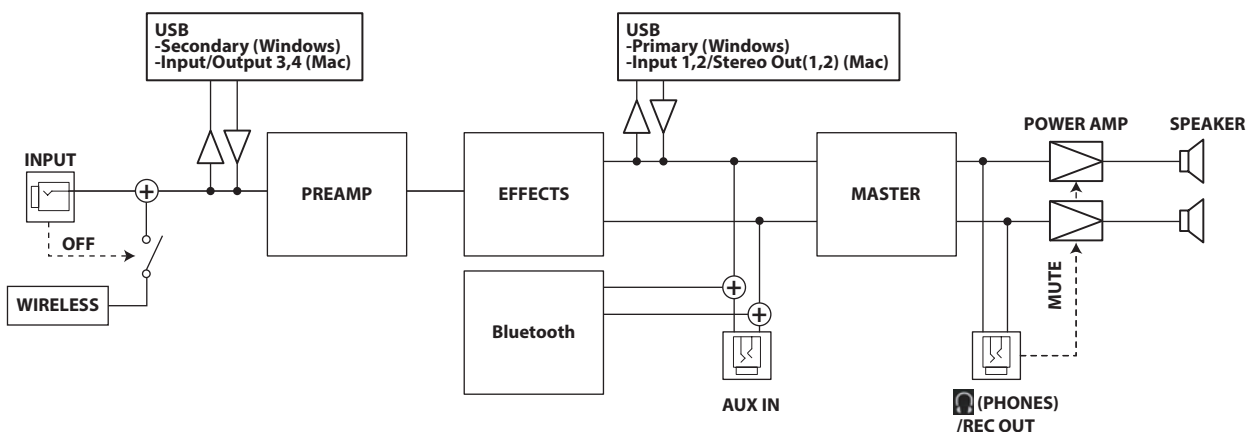 USB
-Secondary (Windows)
-Input/Output 3,4 (Mac)
USB
-Primary (Windows)
-Input 1,2/Stereo Out(1,2) (Mac)
POWER AMP
SPEAKER
INPUT
PREAMP
EFFECTS
MASTER
OFF
MUTE
WIRELESS
Bluetooth
AUX IN
(PHONES)
/REC OUT